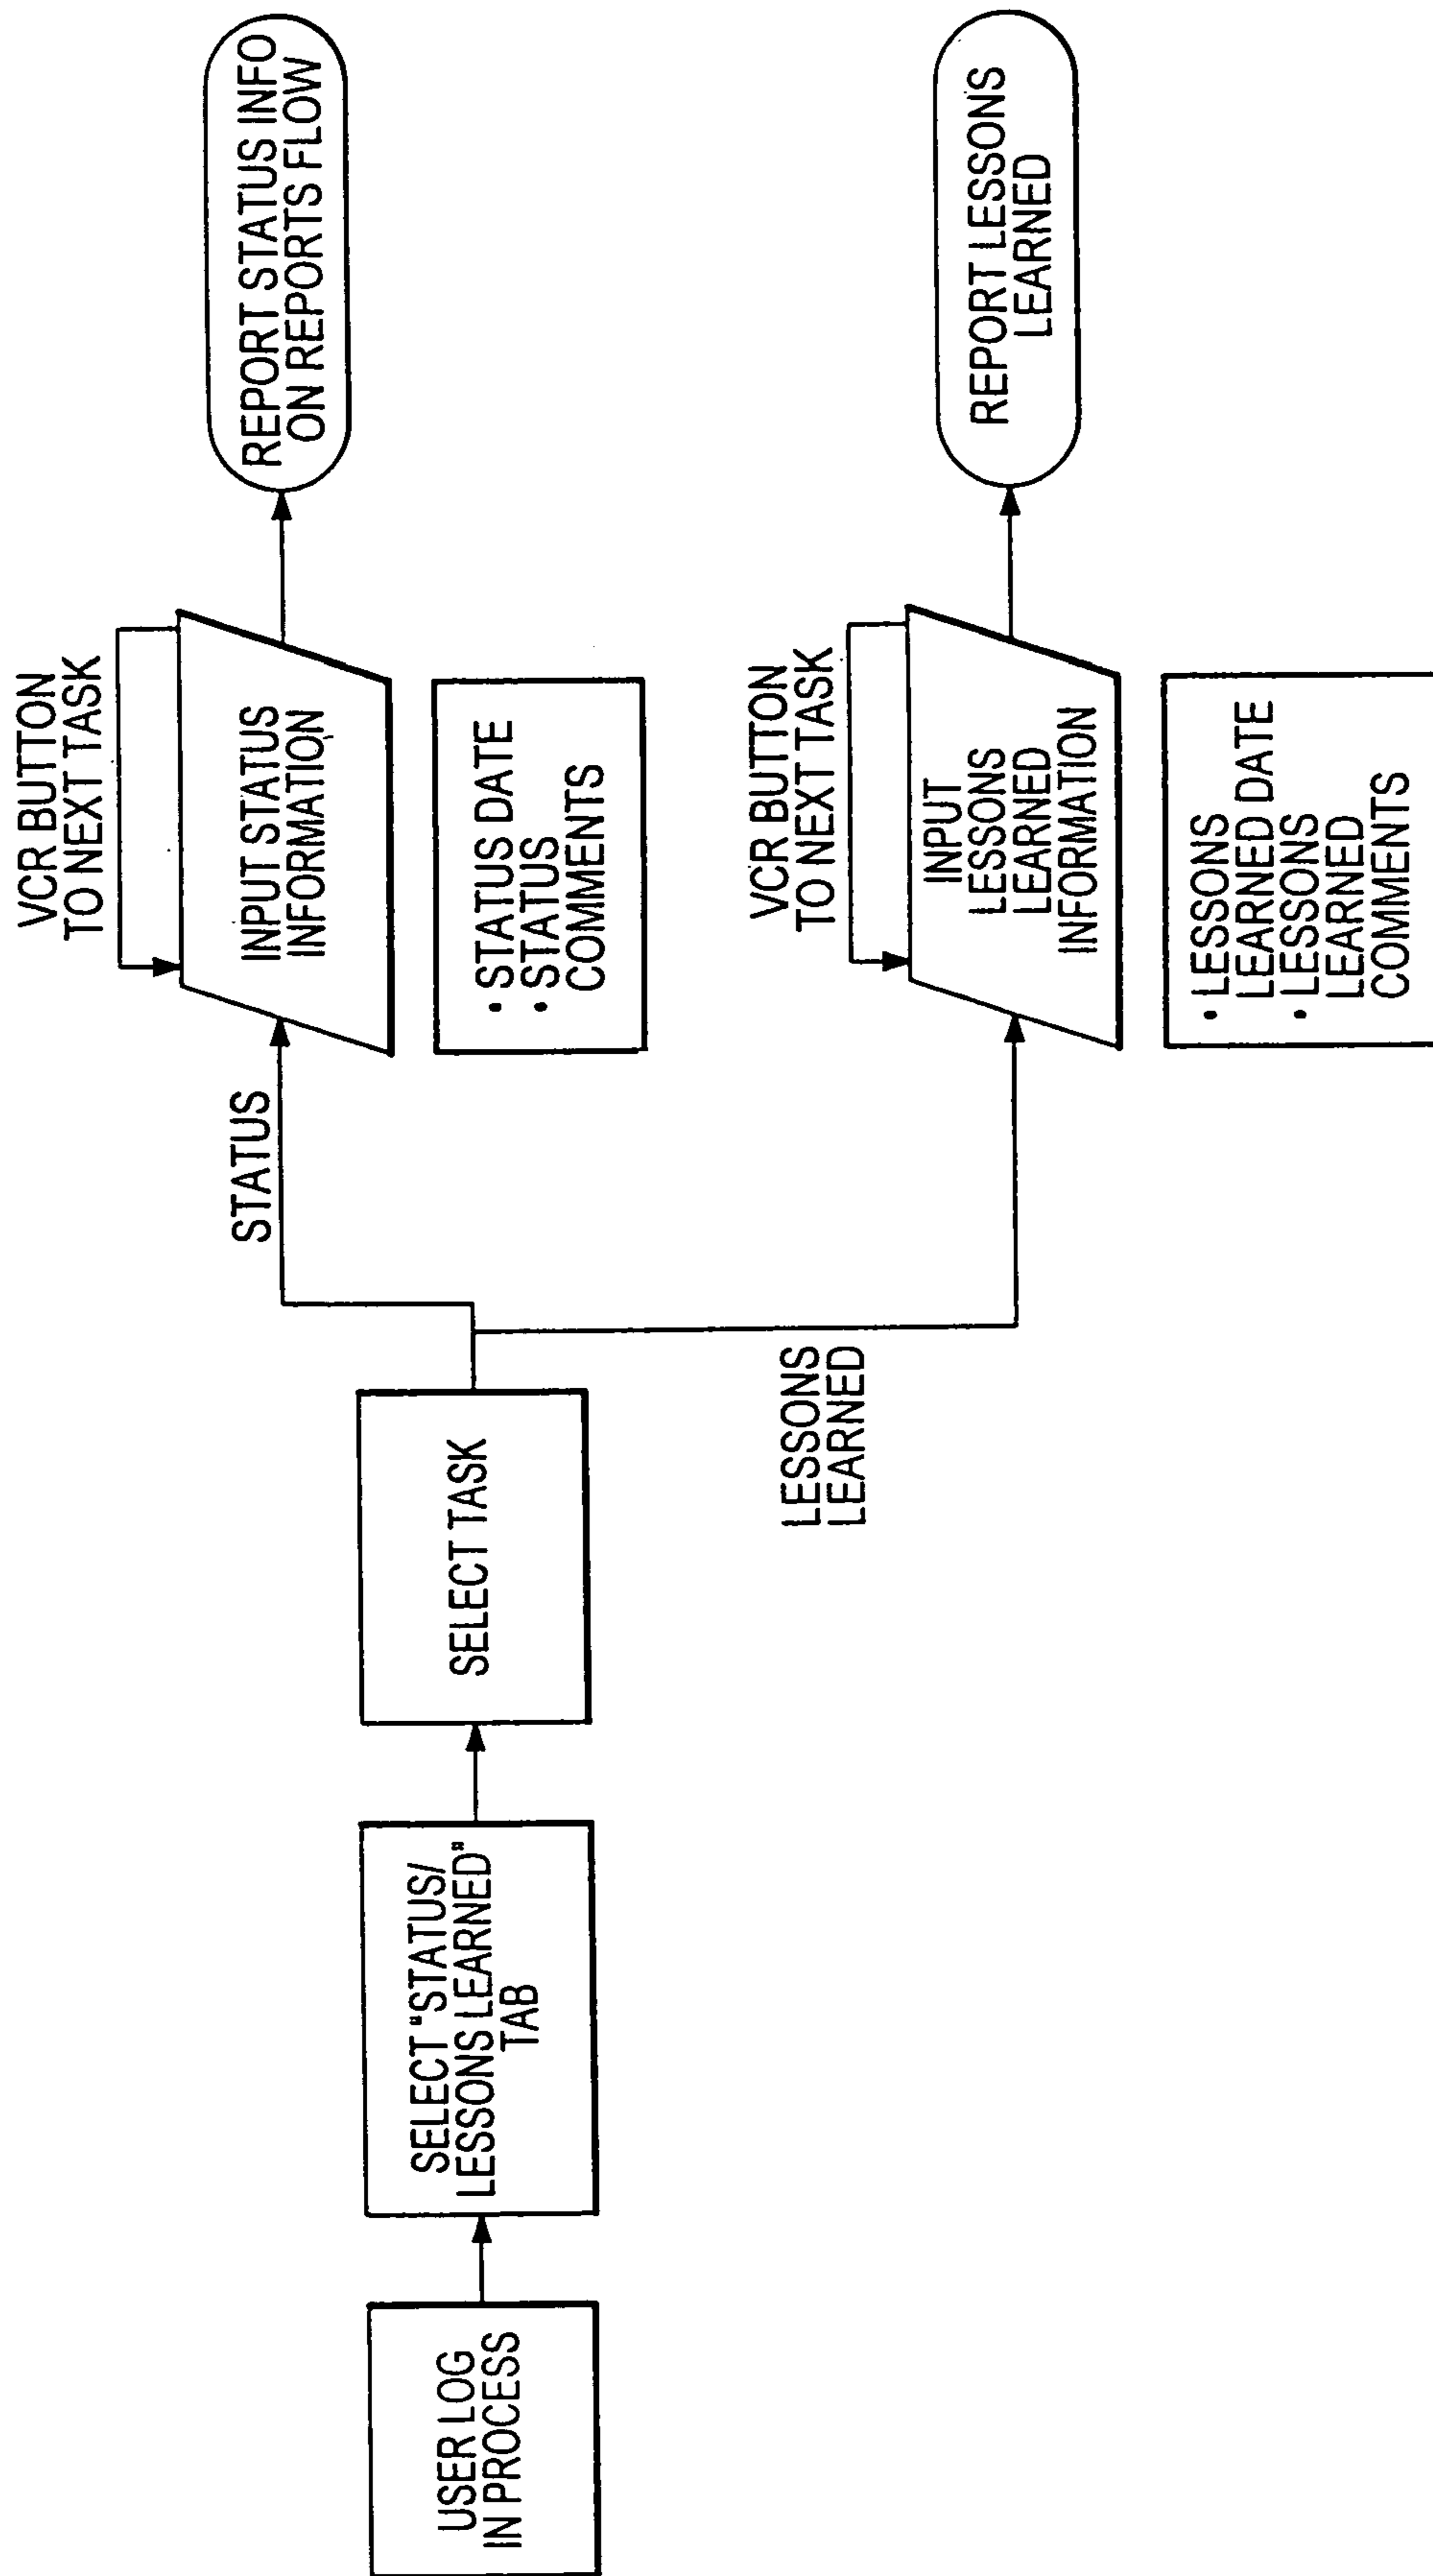 USER LOG
IN PROCESS
SELECT "STATUS/
LESSONS LEARNED"
TAB
SELECT TASK
STATUS
LESSONS
LEARNED
VCR BUTTON
TO NEXT TASK
INPUT STATUS
INFORMATION
• STATUS DATE
• STATUS
COMMENTS
REPORT STATUS INFO
ON REPORTS FLOW
VCR BUTTON
TO NEXT TASK
INPUT
LESSONS
LEARNED
INFORMATION
• LESSONS
LEARNED DATE
• LESSONS
LEARNED
COMMENTS
REPORT LESSONS
LEARNED